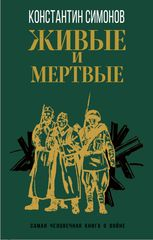 КОНСТАНТИН СИМОНОВ
ЖИВЫЕ
И
МЕРТВЫЕ
САМАЯ ЧЕЛОВЕЧНАЯ КНИГА О ВОЙНЕ